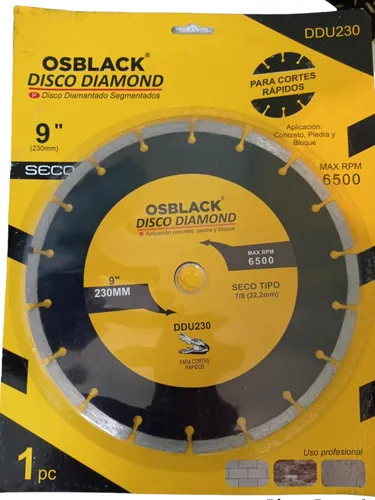 DDU230
OSBLACK®
DISCO DIAMOND
P Disco Diamantado Segmentados
PARA CORTES
RÁPIDOS
9"
(230mm)
Aplicación:
Concreto, Piedra y
Bloque
SECO
MAX RPM
6500
OSBLACK®
DISCO DIAMOND
Aplicación concreto, piedra y bloque
MAX RPM
6500
9"
230MM
SECO TIPO
7/8 (22.2mm)
DDU230
PARA CORTES
RÁPIDOS
1 pc
Uso profesional